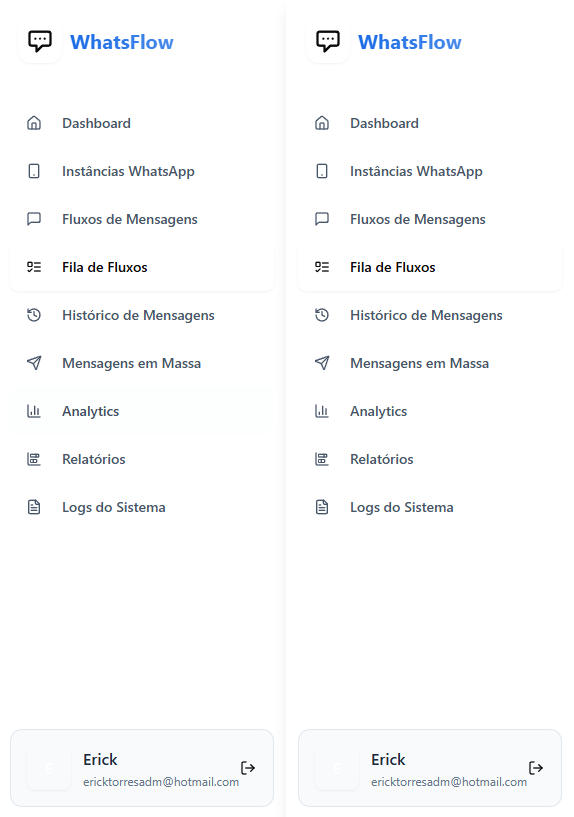 WhatsFlow
Dashboard
Instâncias WhatsApp
Fluxos de Mensagens
Fila de Fluxos
Histórico de Mensagens
Mensagens em Massa
Analytics
Relatórios
Logs do Sistema
Erick
ericktorresadm@hotmail.com
WhatsFlow
Dashboard
Instâncias WhatsApp
Fluxos de Mensagens
Fila de Fluxos
Histórico de Mensagens
Mensagens em Massa
Analytics
Relatórios
Logs do Sistema
Erick
ericktorresadm@hotmail.com